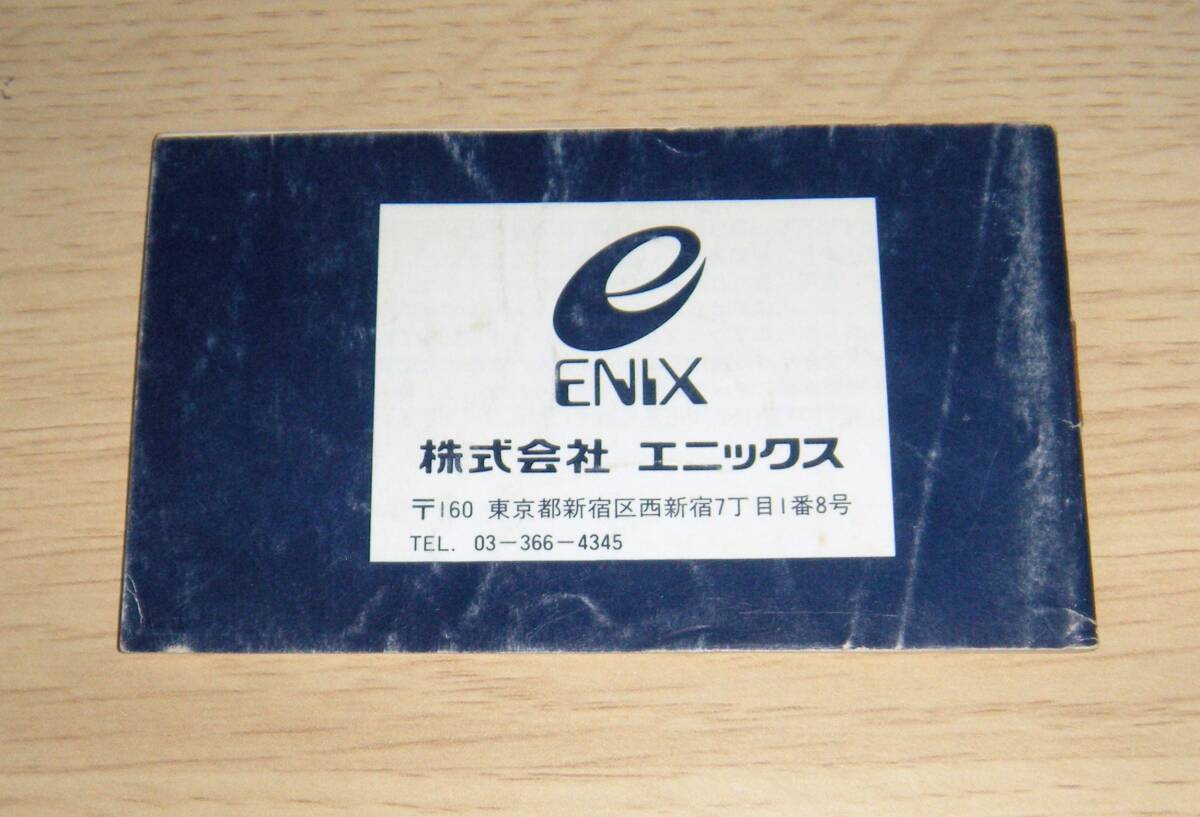 ENIX
株式会社 エニックス
〒160 東京都新宿区西新宿7丁目1番8号
TEL. 03-366-4345